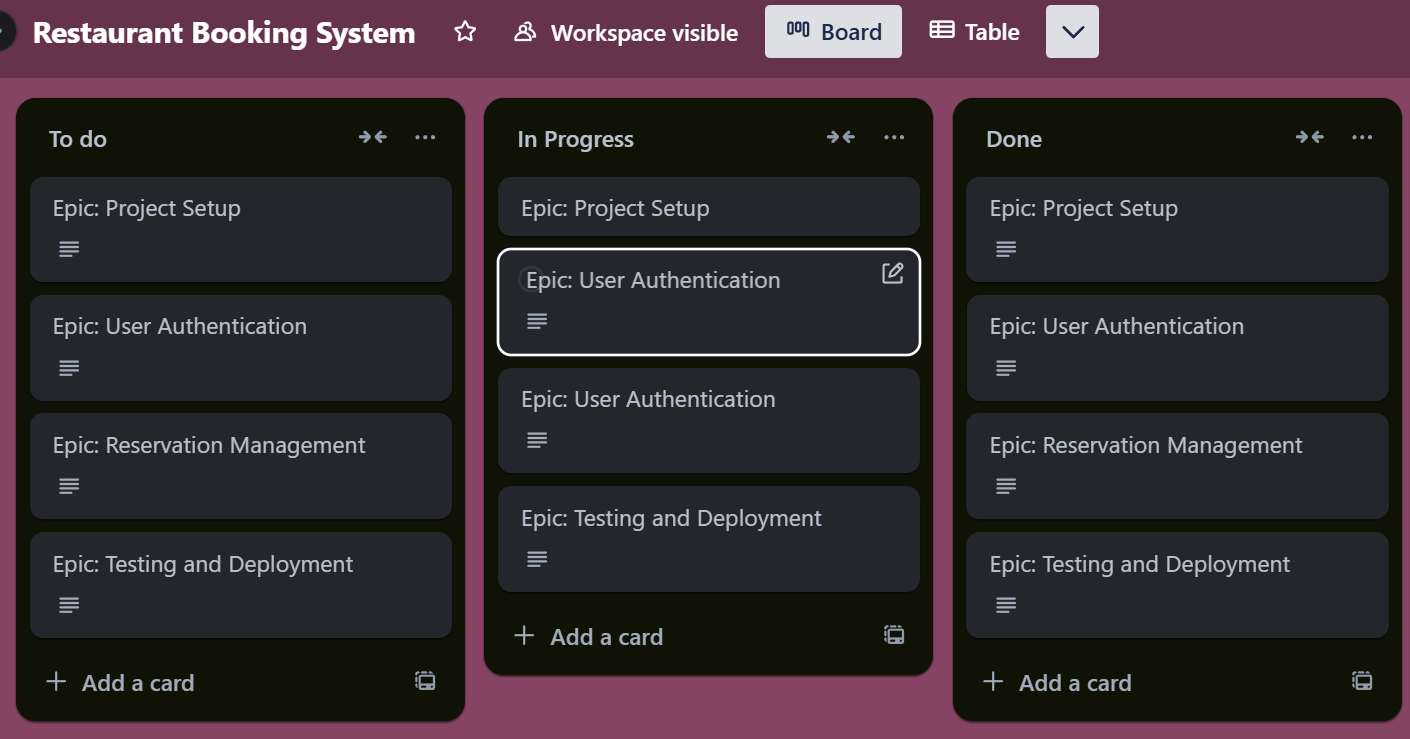 Restaurant Booking System
Workspace visible
Board
Table
To do
Epic: Project Setup
Epic: User Authentication
Epic: Reservation Management
Epic: Testing and Deployment
Add a card
In Progress
Epic: Project Setup
Epic: User Authentication
Epic: User Authentication
Epic: Testing and Deployment
Add a card
Done
Epic: Project Setup
Epic: User Authentication
Epic: Reservation Management
Epic: Testing and Deployment
Add a card